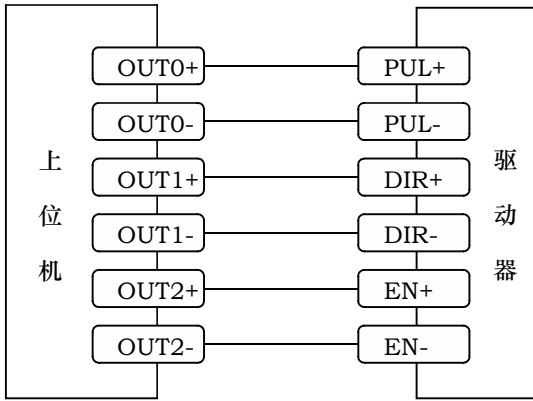 上位机
OUT0+
OUT0-
OUT1+
OUT1-
OUT2+
OUT2-
PUL+
PUL-
DIR+
DIR-
EN+
EN-
驱动器